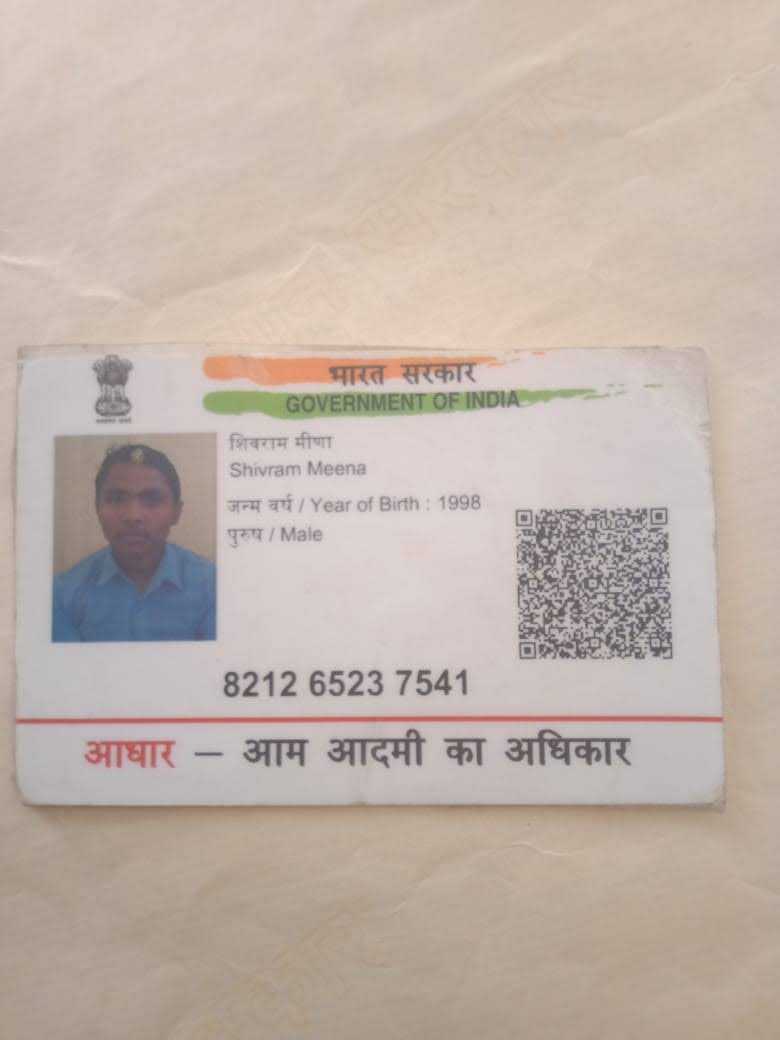 भारत सरकार
GOVERNMENT OF INDIA
शिवराम मीणा
Shivram Meena
जन्म वर्ष / Year of Birth : 1998
पुरुष / Male
8212 6523 7541
आधार – आम आदमी का अधिकार